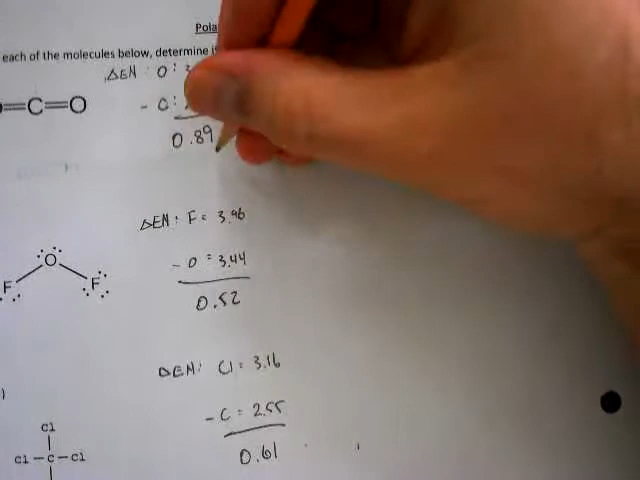 Pola
each of the molecules below, determine i
ΔEN : O :
=C=O
- C :
0.89
ΔEN : F = 3.96
- O = 3.44
O
F F
0.52
ΔEN : Cl = 3.16
)
- C = 2.55
Cl
Cl-C-Cl
0.61